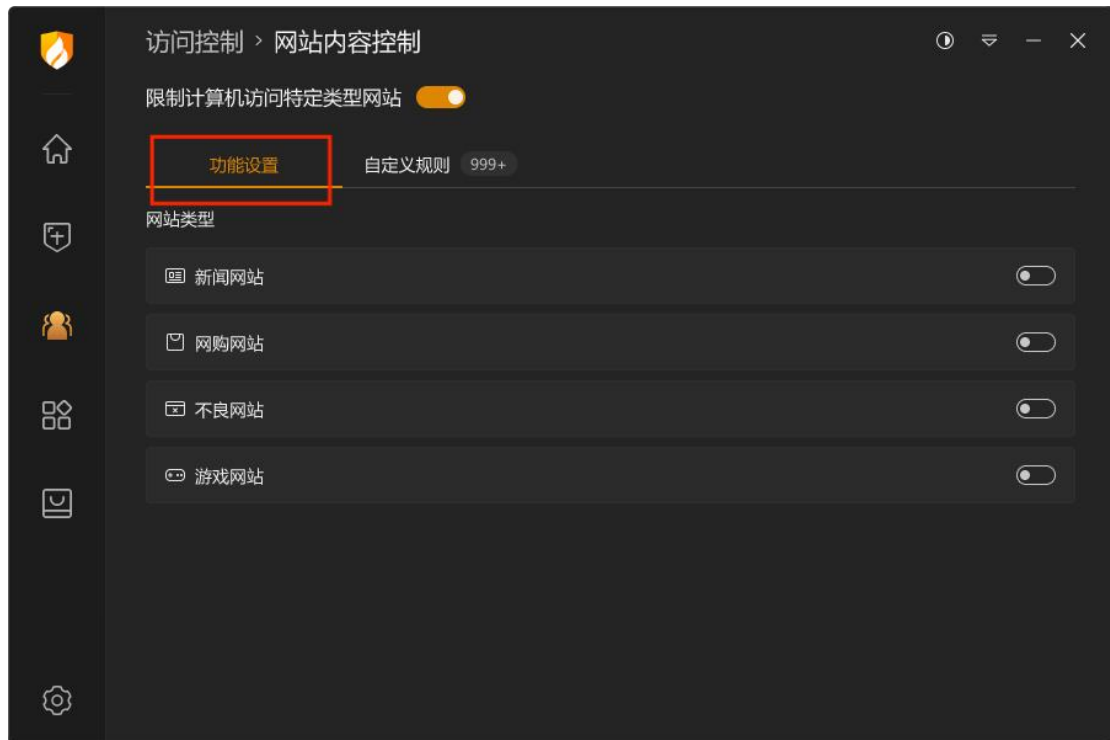 访问控制 > 网站内容控制
限制计算机访问特定类型网站
功能设置 自定义规则 999+
网站类型
新闻网站
网购网站
不良网站
游戏网站